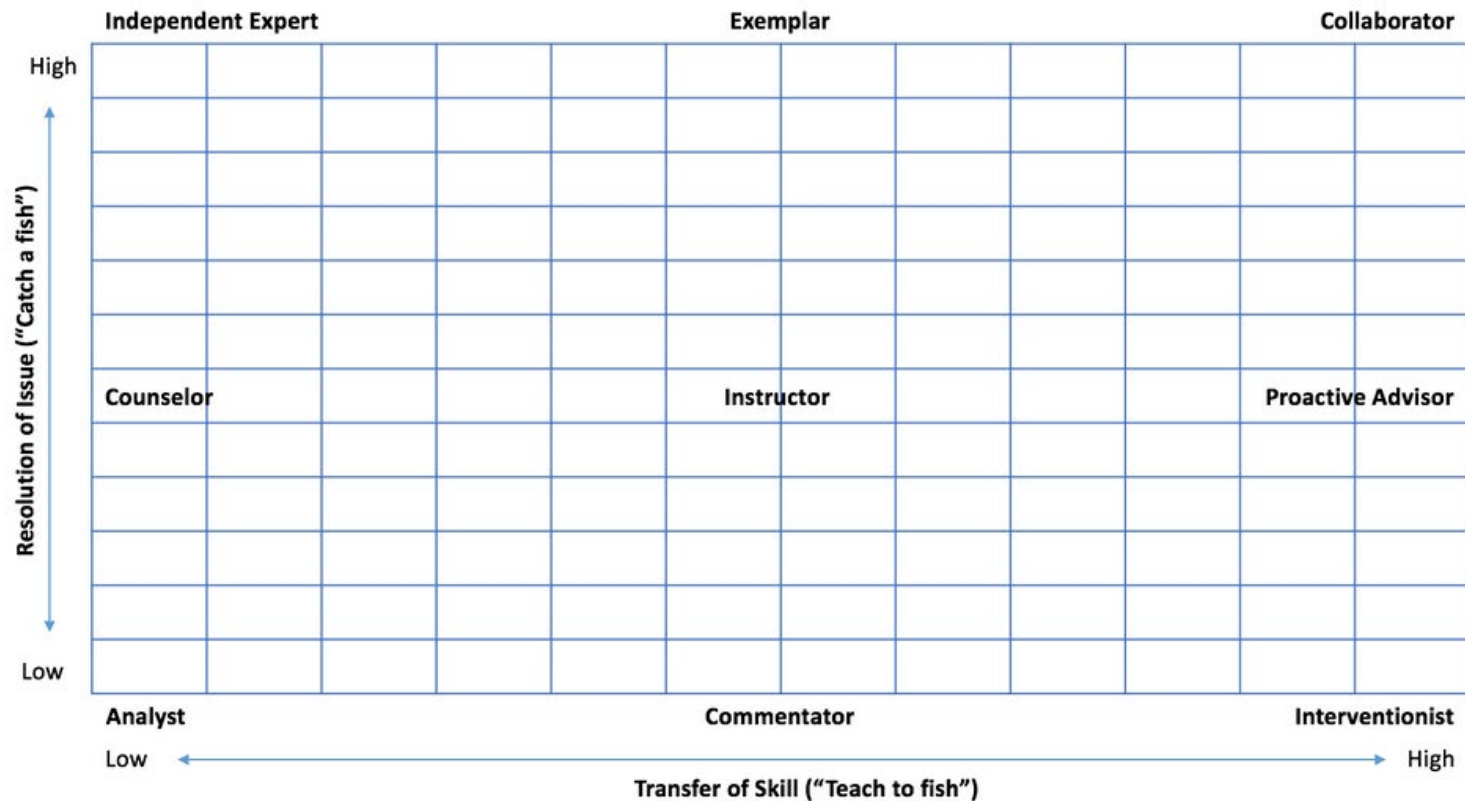 Independent Expert Exemplar Collaborator
High
Resolution of Issue (“Catch a fish”)
Counselor Instructor Proactive Advisor
Low
Analyst Commentator Interventionist
Low High
Transfer of Skill (“Teach to fish”)